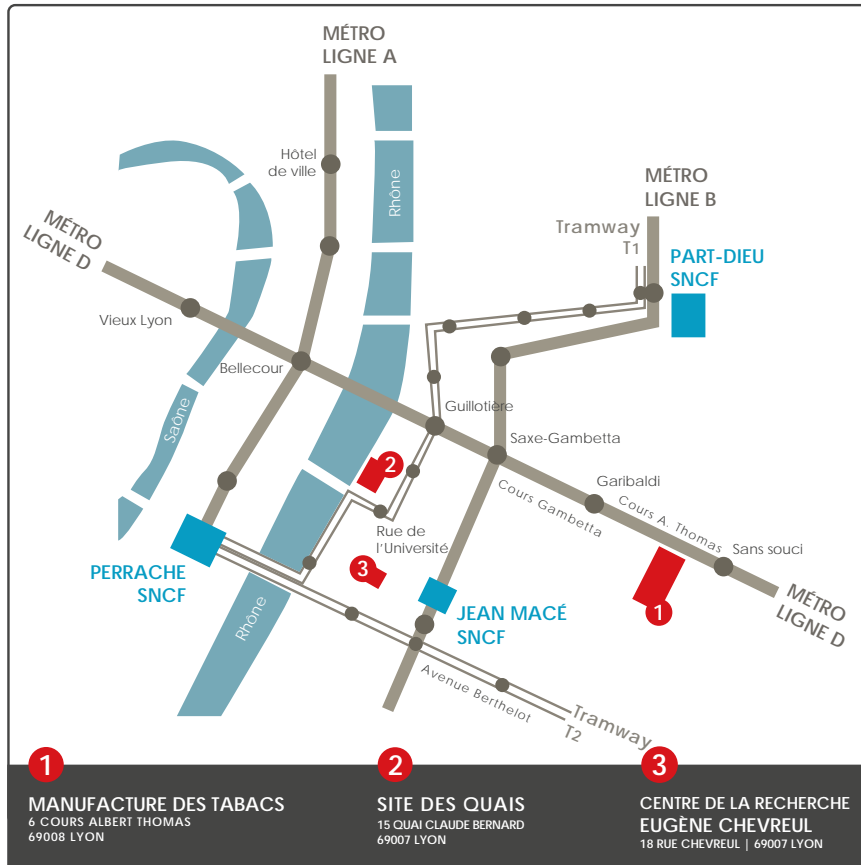 MÉTRO
LIGNE A
Hôtel
de ville
Rhône
MÉTRO
LIGNE B
Tramway
T1
PART-DIEU
SNCF
MÉTRO
LIGNE D
Vieux Lyon
Bellecour
Saône
Guillotière
Saxe-Gambetta
2
Garibaldi
Cours Gambetta
Cours A. Thomas
Sans souci
Rue de
l'Université
3
PERRACHE
SNCF
Rhône
JEAN MACÉ
SNCF
1
MÉTRO
LIGNE D
Avenue Berthelot
Tramway
T2
1
MANUFACTURE DES TABACS
6 COURS ALBERT THOMAS
69008 LYON
2
SITE DES QUAIS
15 QUAI CLAUDE BERNARD
69007 LYON
3
CENTRE DE LA RECHERCHE
EUGÈNE CHEVREUL
18 RUE CHEVREUL | 69007 LYON